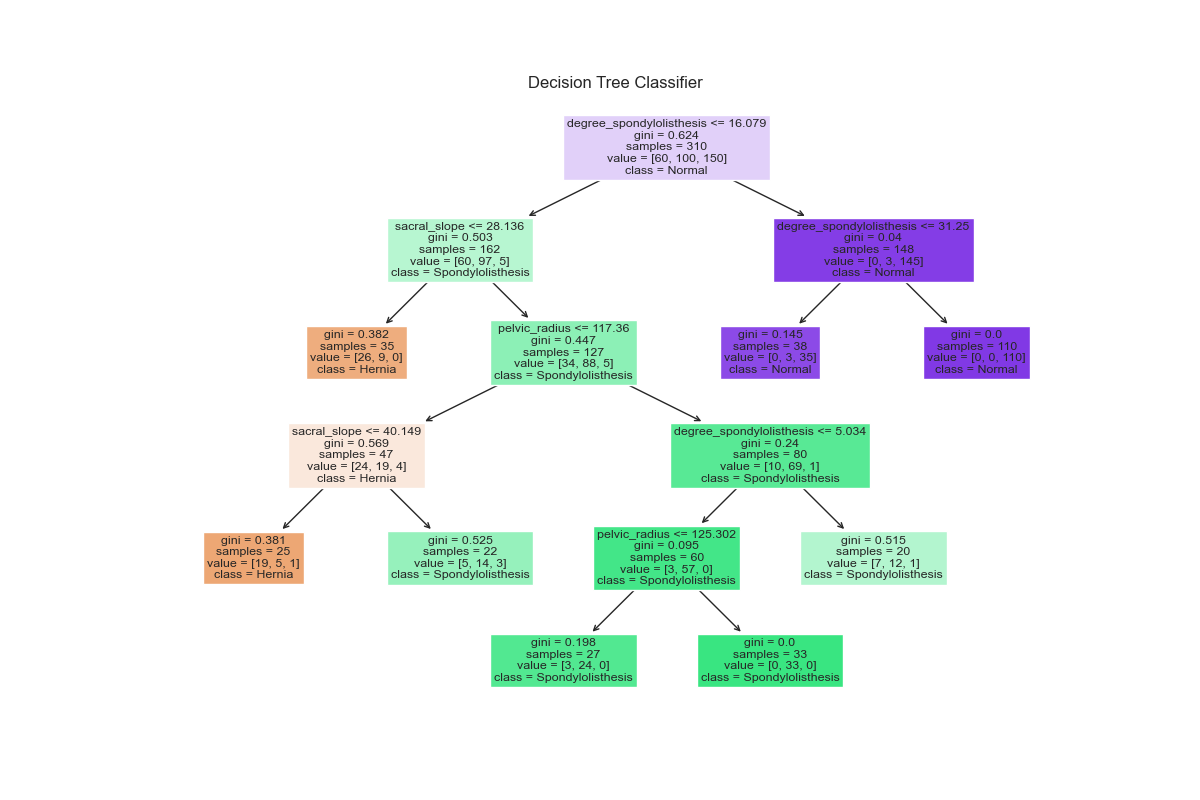 Decision Tree Classifier
degree_spondylolisthesis <= 16.079
gini = 0.624
samples = 310
value = [60, 100, 150]
class = Normal
sacral_slope <= 28.136
gini = 0.503
samples = 162
value = [60, 97, 5]
class = Spondylolisthesis
degree_spondylolisthesis <= 31.25
gini = 0.04
samples = 148
value = [0, 3, 145]
class = Normal
gini = 0.382
samples = 35
value = [26, 9, 0]
class = Hernia
pelvic_radius <= 117.36
gini = 0.447
samples = 127
value = [34, 88, 5]
class = Spondylolisthesis
gini = 0.145
samples = 38
value = [0, 3, 35]
class = Normal
gini = 0.0
samples = 110
value = [0, 0, 110]
class = Normal
sacral_slope <= 40.149
gini = 0.569
samples = 47
value = [24, 19, 4]
class = Hernia
degree_spondylolisthesis <= 5.034
gini = 0.24
samples = 80
value = [10, 69, 1]
class = Spondylolisthesis
gini = 0.381
samples = 25
value = [19, 5, 1]
class = Hernia
gini = 0.525
samples = 22
value = [5, 14, 3]
class = Spondylolisthesis
pelvic_radius <= 125.302
gini = 0.095
samples = 60
value = [3, 57, 0]
class = Spondylolisthesis
gini = 0.515
samples = 20
value = [7, 12, 1]
class = Spondylolisthesis
gini = 0.198
samples = 27
value = [3, 24, 0]
class = Spondylolisthesis
gini = 0.0
samples = 33
value = [0, 33, 0]
class = Spondylolisthesis